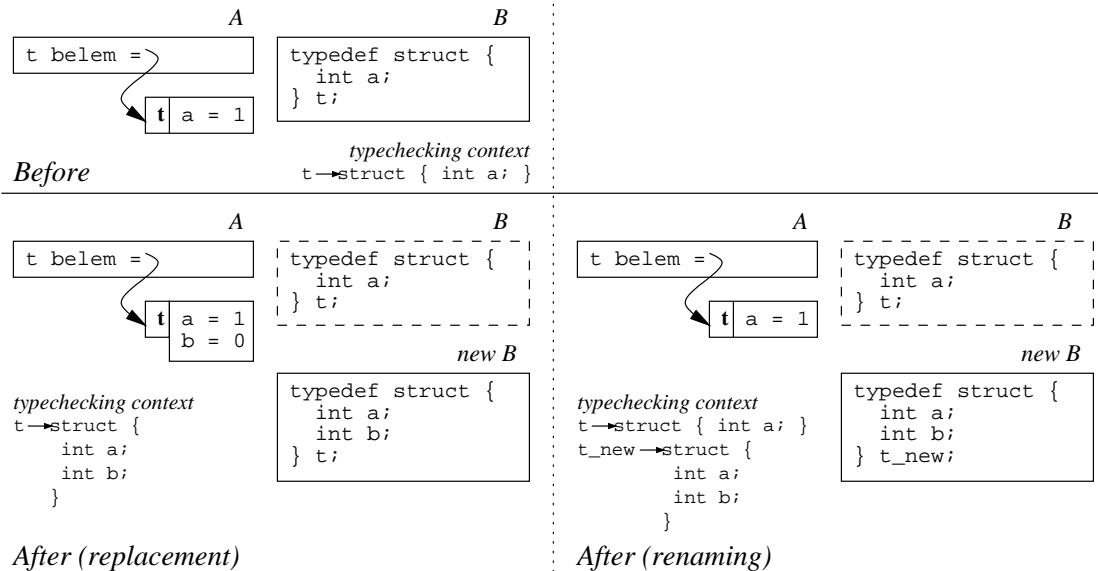 A
t belem =
t a = 1
B
typedef struct {
int a;
} t;
typechecking context
t struct { int a; }
Before
A
t belem =
t a = 1
b = 0
B
typedef struct {
int a;
} t;
new B
typedef struct {
int a;
int b;
} t;
typechecking context
t struct {
int a;
int b;
}
After (replacement)
A
t belem =
t a = 1
B
typedef struct {
int a;
} t;
new B
typedef struct {
int a;
int b;
} t_new;
typechecking context
t struct { int a; }
t_new struct {
int a;
int b;
}
After (renaming)